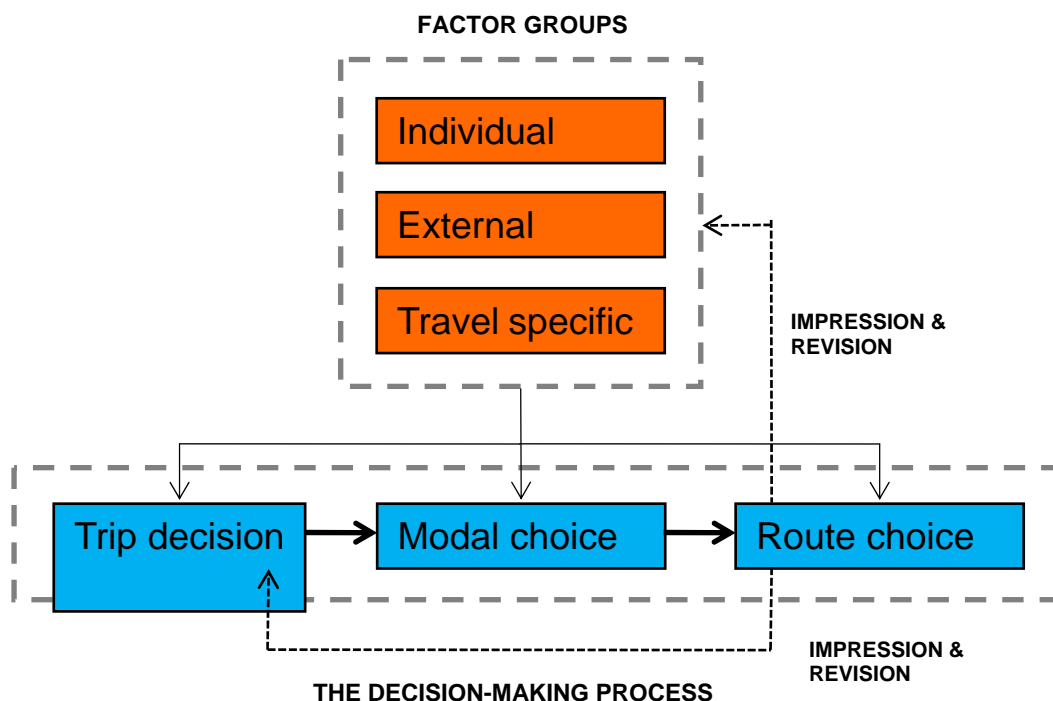 FACTOR GROUPS
Individual
External
Travel specific
IMPRESSION &
REVISION
Trip decision
Modal choice
Route choice
IMPRESSION &
REVISION
THE DECISION-MAKING PROCESS